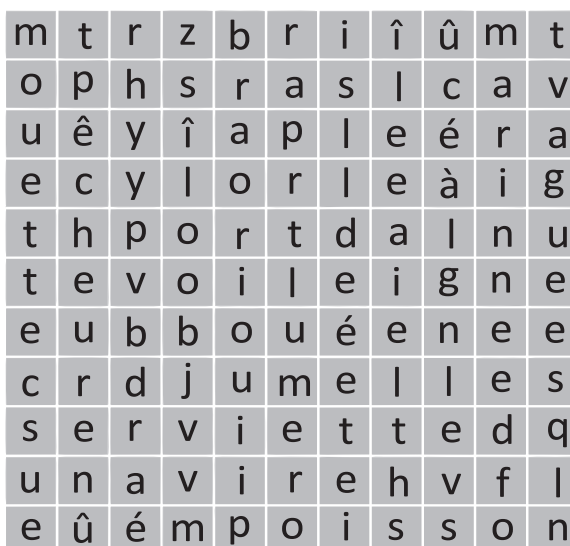 m t r z b r i î û m t
o p h s r a s l c a v
u ê y î a p l e é r a
e c y l o r l e à i g
t h p o r t d a l n u
t e v o i l e i g n e
e u b b o u é e n e e
c r d j u m e l l e s
s e r v i e t t e d q
u n a v i r e h v f l
e û é m p o i s s o n